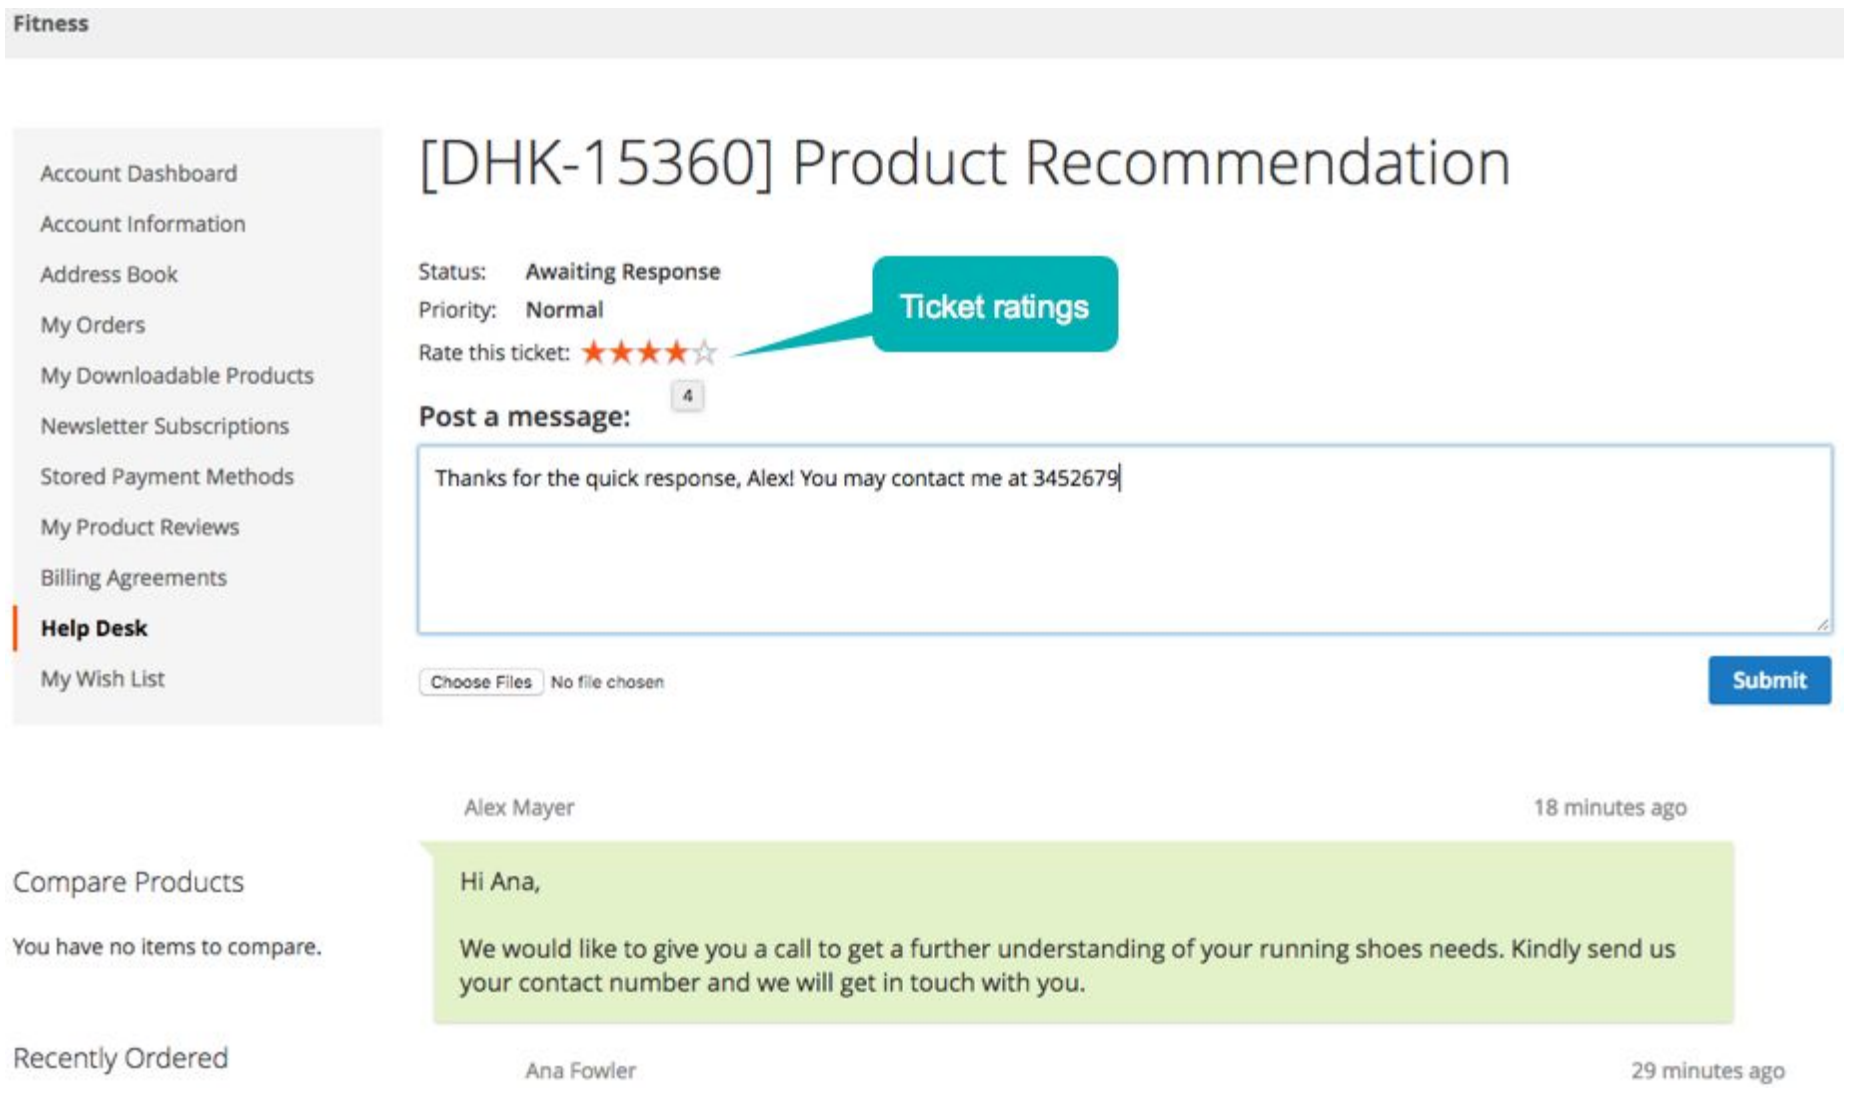 Fitness
Account Dashboard
Account Information
Address Book
My Orders
My Downloadable Products
Newsletter Subscriptions
Stored Payment Methods
My Product Reviews
Billing Agreements
Help Desk
My Wish List
[DHK-15360] Product Recommendation
Status: Awaiting Response
Priority: Normal
Rate this ticket:
Ticket ratings
4
Post a message:
Thanks for the quick response, Alex! You may contact me at 3452679
Choose Files No file chosen
Submit
Alex Mayer 18 minutes ago
Hi Ana,
We would like to give you a call to get a further understanding of your running shoes needs. Kindly send us
your contact number and we will get in touch with you.
Ana Fowler 29 minutes ago
Compare Products
You have no items to compare.
Recently Ordered